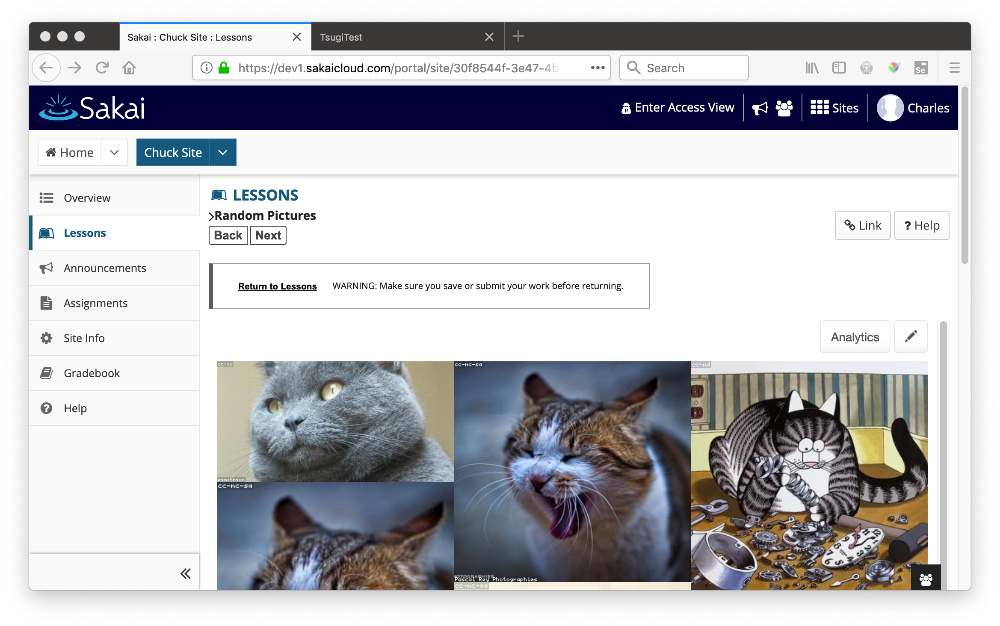 Sakai : Chuck Site : Lessons
TsugiTest
https://dev1.sakaicloud.com/portal/site/30f8544f-3e47-4b
Search
Se
Sakai
Enter Access View
Sites
Charles
Home
Chuck Site
Overview
Lessons
Announcements
Assignments
Site Info
Gradebook
Help
LESSONS
Random Pictures
Back Next
Link
? Help
Return to Lessons WARNING: Make sure you save or submit your work before returning.
Analytics
cc-nc
psmithson
cc-nc-sa
cc-nc-sa
Pascal Rey Photographies
cc-nc-sa
cc-nd